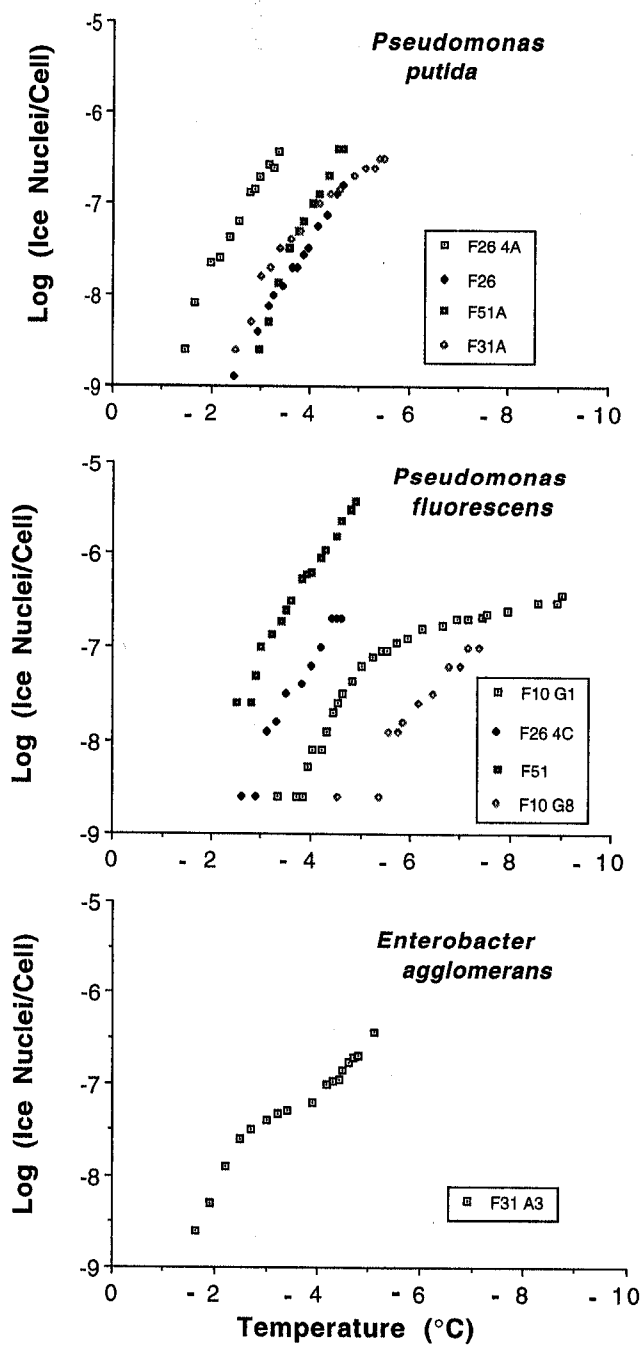 Pseudomonas
putida
Log (Ice Nuclei/Cell)
-5
-6
-7
-8
-9
F26 4A
F26
F51A
F31A
0 - 2 - 4 - 6 - 8 - 10
Pseudomonas
fluorescens
Log (Ice Nuclei/Cell)
-5
-6
-7
-8
-9
F10 G1
F26 4C
F51
F10 G8
0 - 2 - 4 - 6 - 8 - 10
Enterobacter
agglomerans
Log (Ice Nuclei/Cell)
-5
-6
-7
-8
-9
F31 A3
0 - 2 - 4 - 6 - 8 - 10
Temperature (°C)